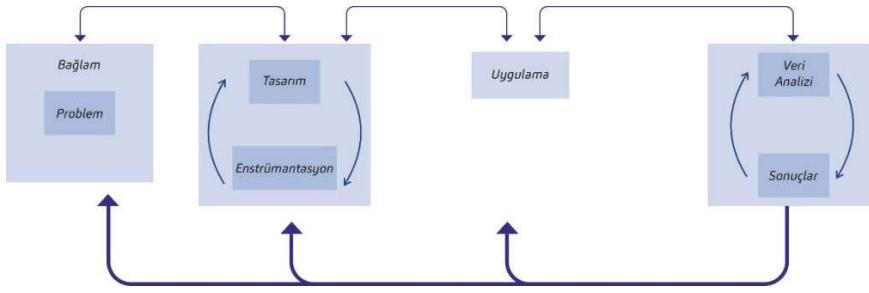 Bağlam
Problem
Tasarım
Enstrümantasyon
Uygulama
Veri
Analizi
Sonuçlar